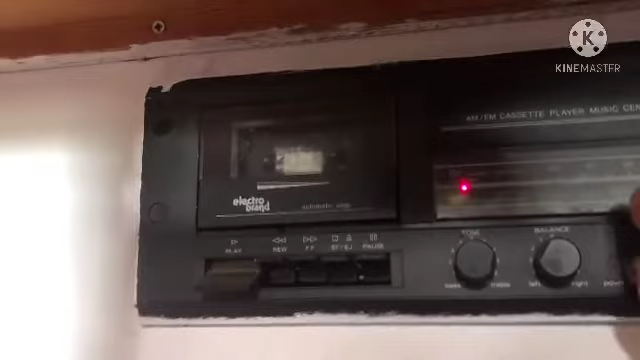 KINEMASTER
AM/FM CASSETTE PLAYER MUSIC CEN
electro
brand
automatic stop
PLAY
REW
F.F
ST/EJ
PAUSE
TONE
bass
treble
BALANCE
left
right
power